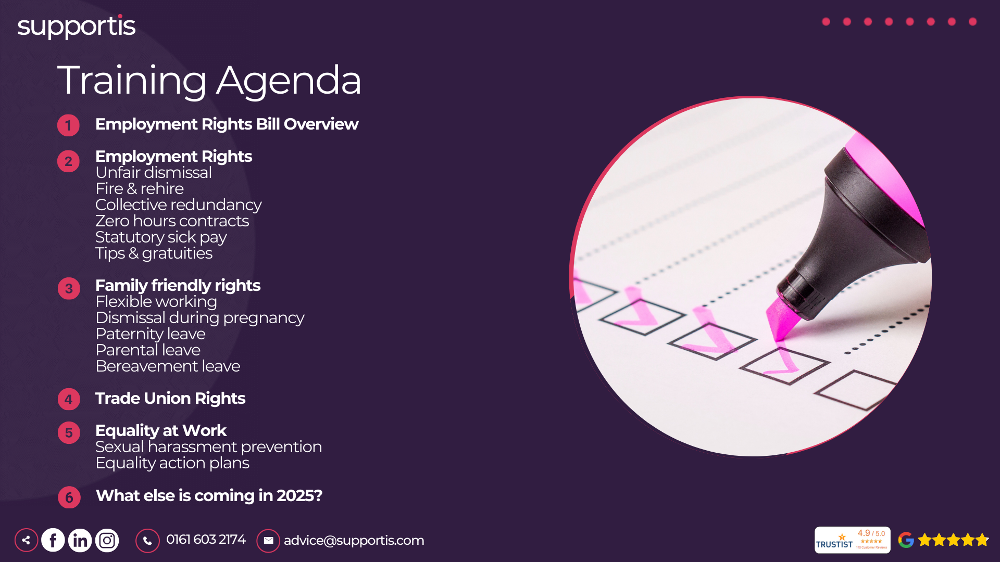 supportis
Training Agenda
1 Employment Rights Bill Overview
2 Employment Rights
Unfair dismissal
Fire & rehire
Collective redundancy
Zero hours contracts
Statutory sick pay
Tips & gratuities
3 Family friendly rights
Flexible working
Dismissal during pregnancy
Paternity leave
Parental leave
Bereavement leave
4 Trade Union Rights
5 Equality at Work
Sexual harassment prevention
Equality action plans
6 What else is coming in 2025?
0161 603 2174
advice@supportis.com
TRUSTIST
4.9 / 5.0
118 Customer Reviews